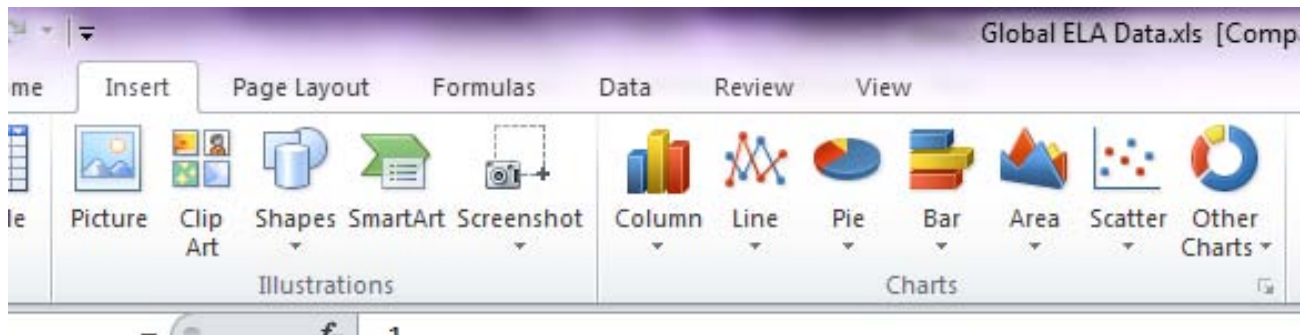 Global ELA Data.xls [Comp
me Insert Page Layout Formulas Data Review View
le Picture Clip Art Shapes SmartArt Screenshot Column Line Pie Bar Area Scatter Other Charts
Illustrations Charts
1